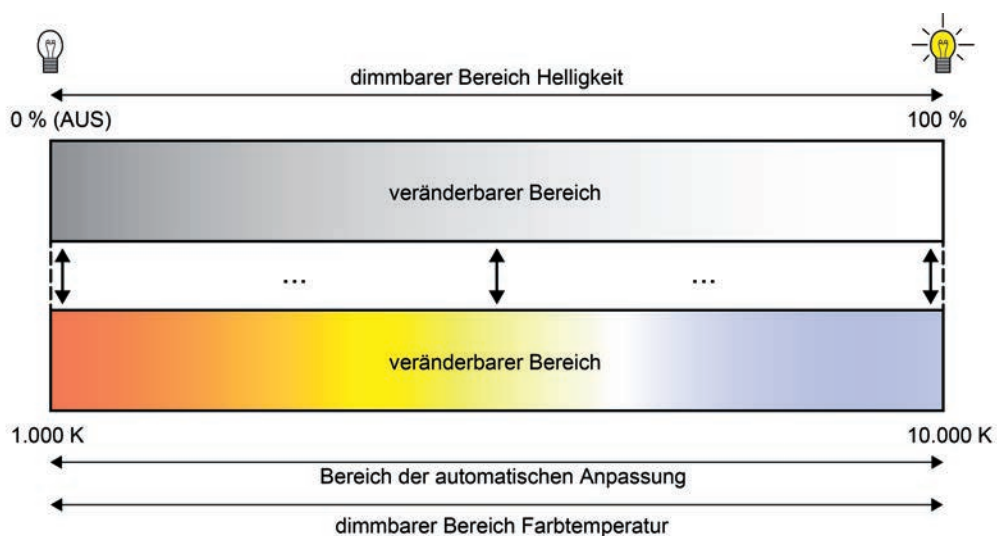 dimmbarer Bereich Helligkeit
0 % (AUS)
100 %
veränderbarer Bereich
...
...
veränderbarer Bereich
1.000 K
10.000 K
Bereich der automatischen Anpassung
dimmbarer Bereich Farbtemperatur